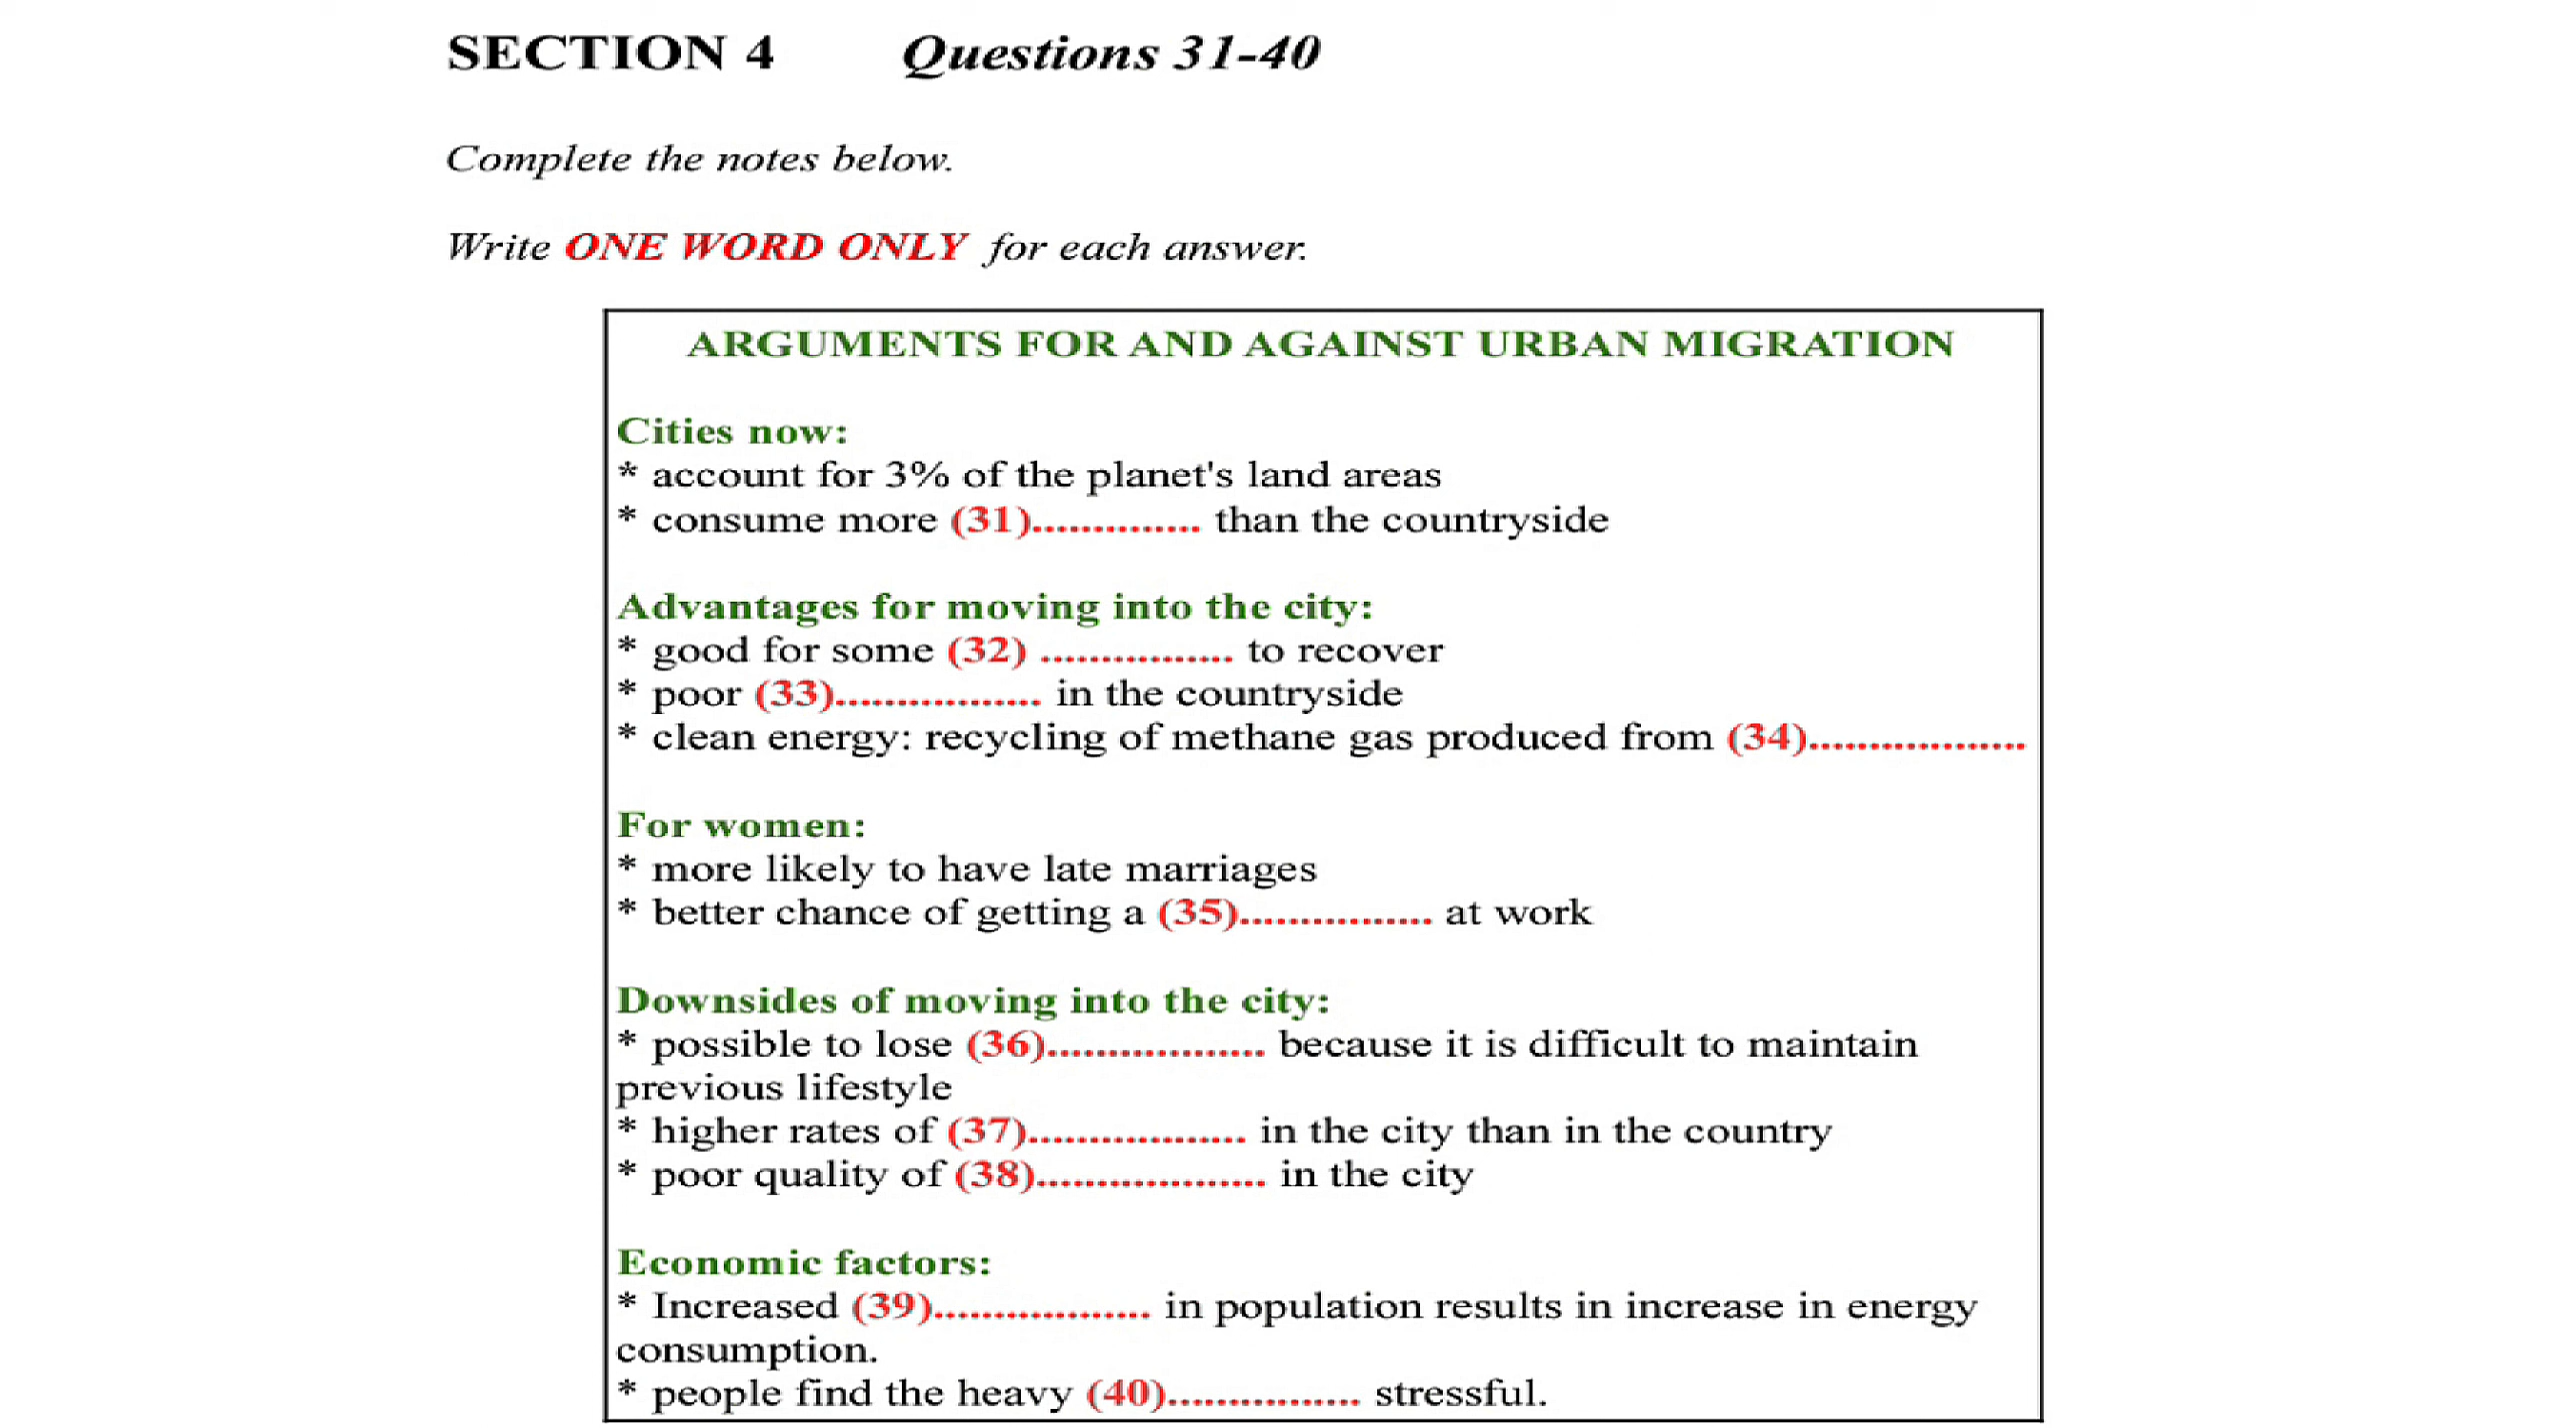 SECTION 4 Questions 31-40
Complete the notes below.
Write ONE WORD ONLY for each answer.
ARGUMENTS FOR AND AGAINST URBAN MIGRATION
Cities now:
* account for 3% of the planet's land areas
* consume more (31).............. than the countryside
Advantages for moving into the city:
* good for some (32) ................ to recover
* poor (33)................. in the countryside
* clean energy: recycling of methane gas produced from (34)..................
For women:
* more likely to have late marriages
* better chance of getting a (35)................ at work
Downsides of moving into the city:
* possible to lose (36).................. because it is difficult to maintain
previous lifestyle
* higher rates of (37).................. in the city than in the country
* poor quality of (38)................... in the city
Economic factors:
* Increased (39).................. in population results in increase in energy
consumption.
* people find the heavy (40)................ stressful.